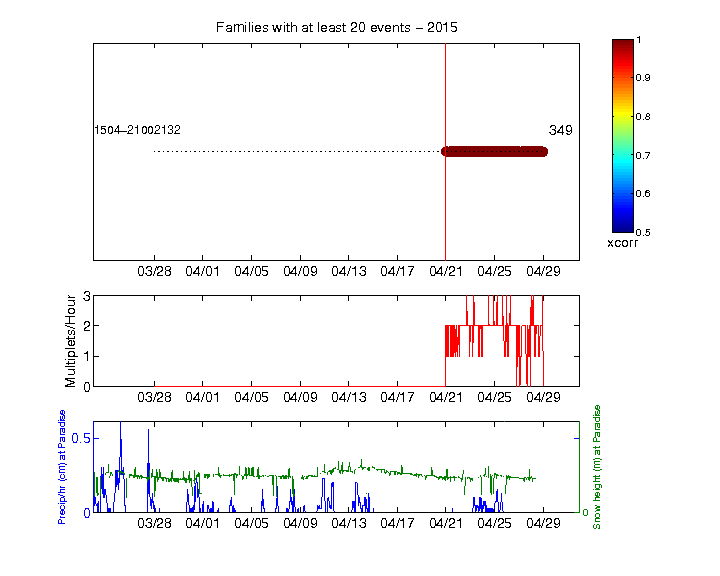 Families with at least 20 events – 2015
1504–21002132
349
03/28 04/01 04/05 04/09 04/13 04/17 04/21 04/25 04/29
1
0.9
0.8
0.7
0.6
0.5
xcorr
Multiplets/Hour
3
2
1
0
03/28 04/01 04/05 04/09 04/13 04/17 04/21 04/25 04/29
Precip/hr (cm) at Paradise
0.5
0
03/28 04/01 04/05 04/09 04/13 04/17 04/21 04/25 04/29
0
Snow height (m) at Paradise